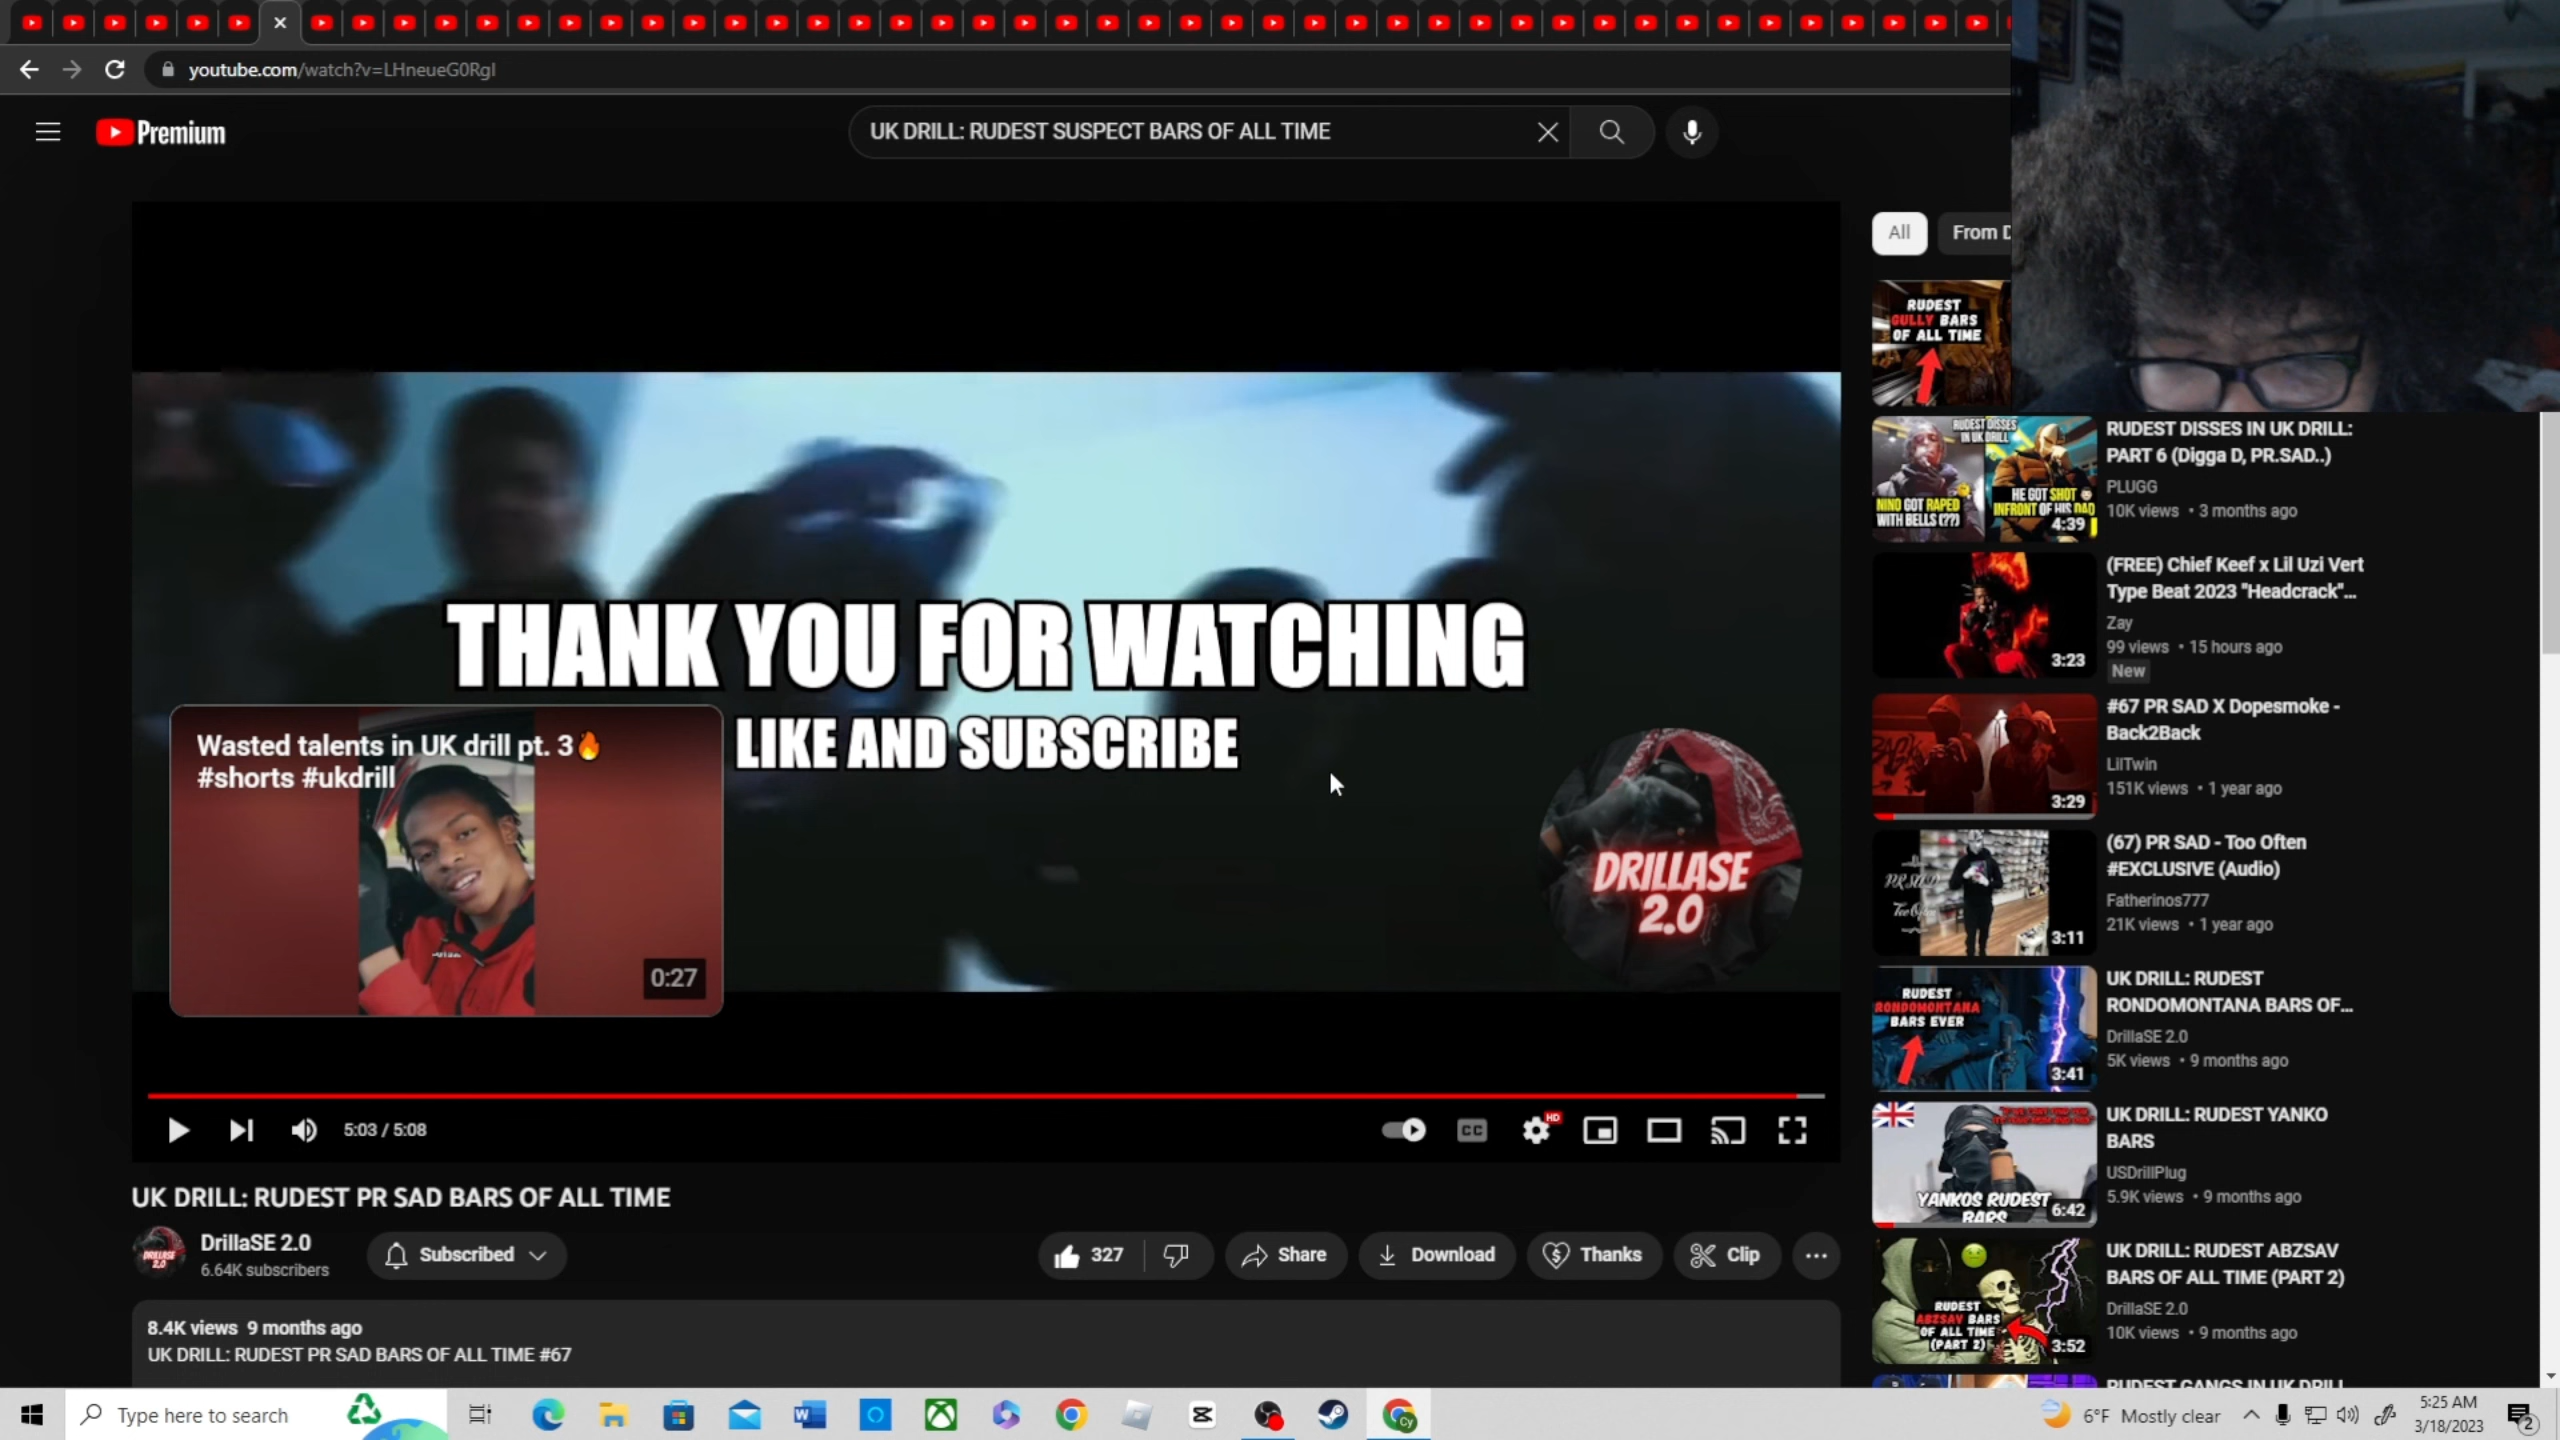 youtube.com/watch?v=LHneueG0RgI
Premium
UK DRILL: RUDEST SUSPECT BARS OF ALL TIME
THANK YOU FOR WATCHING
LIKE AND SUBSCRIBE
Wasted talents in UK drill pt. 3🔥
#shorts #ukdrill
0:27
DRILLASE
2.0
5:03 / 5:08
CC
HD
UK DRILL: RUDEST PR SAD BARS OF ALL TIME
DrillaSE 2.0
6.64K subscribers
Subscribed
327
Share
Download
Thanks
Clip
8.4K views 9 months ago
UK DRILL: RUDEST PR SAD BARS OF ALL TIME #67
All
From D
RUDEST
GULLY BARS
OF ALL TIME
RUDEST DISSES
IN UK DRILL
NINO GOT RAPED
WITH BELLS (??)
HE GOT SHOT
INFRONT OF HIS DAD
4:39
RUDEST DISSES IN UK DRILL:
PART 6 (Digga D, PR.SAD..)
PLUGG
10K views • 3 months ago
3:23
(FREE) Chief Keef x Lil Uzi Vert
Type Beat 2023 "Headcrack"...
Zay
99 views • 15 hours ago
New
3:29
#67 PR SAD X Dopesmoke -
Back2Back
LilTwin
151K views • 1 year ago
PR SAD
3:11
(67) PR SAD - Too Often
#EXCLUSIVE (Audio)
Fatherinos777
21K views • 1 year ago
RUDEST
RONDOMONTANA
BARS EVER
3:41
UK DRILL: RUDEST
RONDOMONTANA BARS OF...
DrillaSE 2.0
5K views • 9 months ago
YANKOS RUDEST
BARS
6:42
UK DRILL: RUDEST YANKO
BARS
USDrillPlug
5.9K views • 9 months ago
RUDEST
ABZSAV BARS
OF ALL TIME
(PART 2)
3:52
UK DRILL: RUDEST ABZSAV
BARS OF ALL TIME (PART 2)
DrillaSE 2.0
10K views • 9 months ago
RUDEST GANGS IN UK DRILL
Type here to search
Cy
6°F Mostly clear
5:25 AM
3/18/2023
2